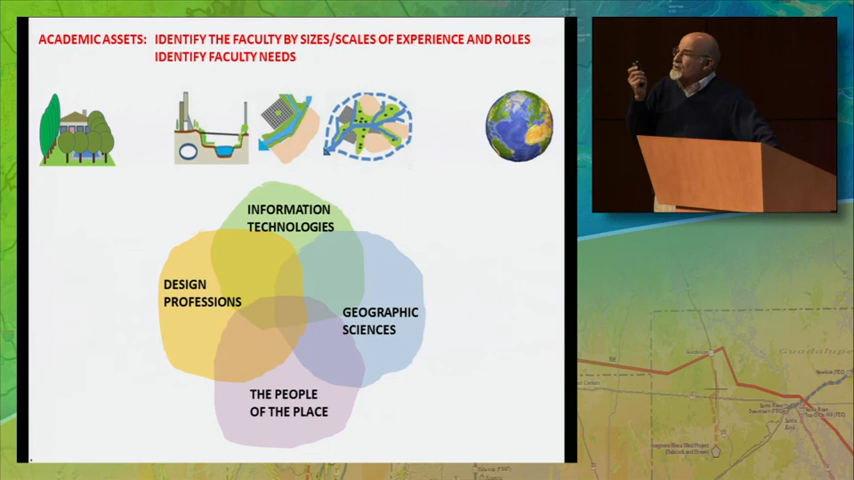 ACADEMIC ASSETS: IDENTIFY THE FACULTY BY SIZES/SCALES OF EXPERIENCE AND ROLES
IDENTIFY FACULTY NEEDS
INFORMATION
TECHNOLOGIES
DESIGN
PROFESSIONS
GEOGRAPHIC
SCIENCES
THE PEOPLE
OF THE PLACE
Guadalupe